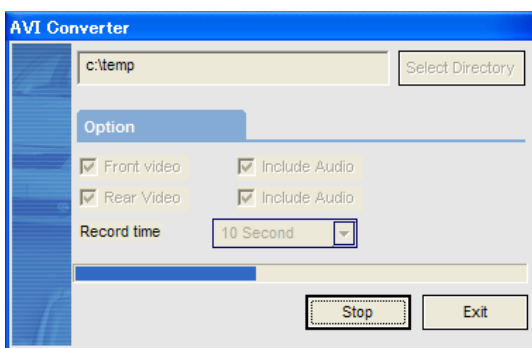 AVI Converter
c:\temp
Select Directory
Option
Front video
Include Audio
Rear Video
Include Audio
Record time
10 Second
Stop
Exit